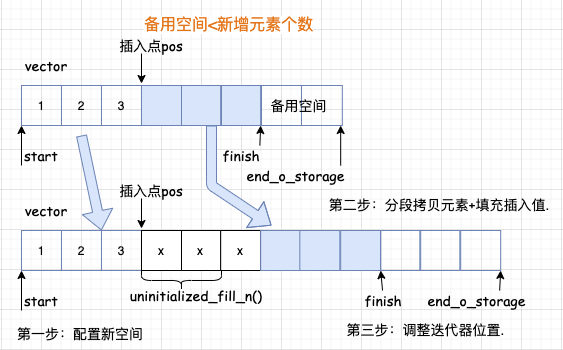 备用空间<新增元素个数
插入点pos
vector
1 2 3 备用空间
start finish
end_o_storage
插入点pos
第二步：分段拷贝元素+填充插入值.
vector
1 2 3 x x x
start uninitialized_fill_n() finish end_o_storage
第一步：配置新空间 第三步：调整迭代器位置.